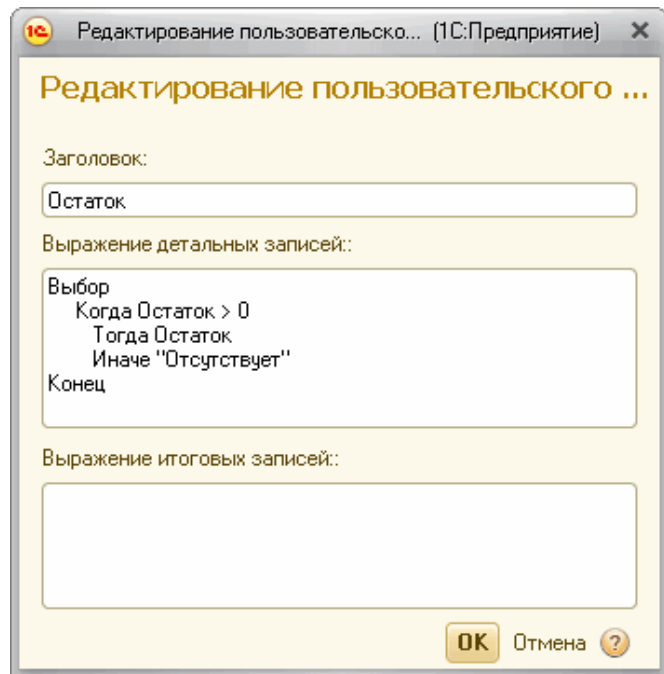 1С Редактирование пользовательско... (1С:Предприятие)
Редактирование пользовательского ...
Заголовок:
Остаток
Выражение детальных записей::
Выбор
Когда Остаток > 0
Тогда Остаток
Иначе "Отсутствует"
Конец
Выражение итоговых записей::
OK Отмена ?